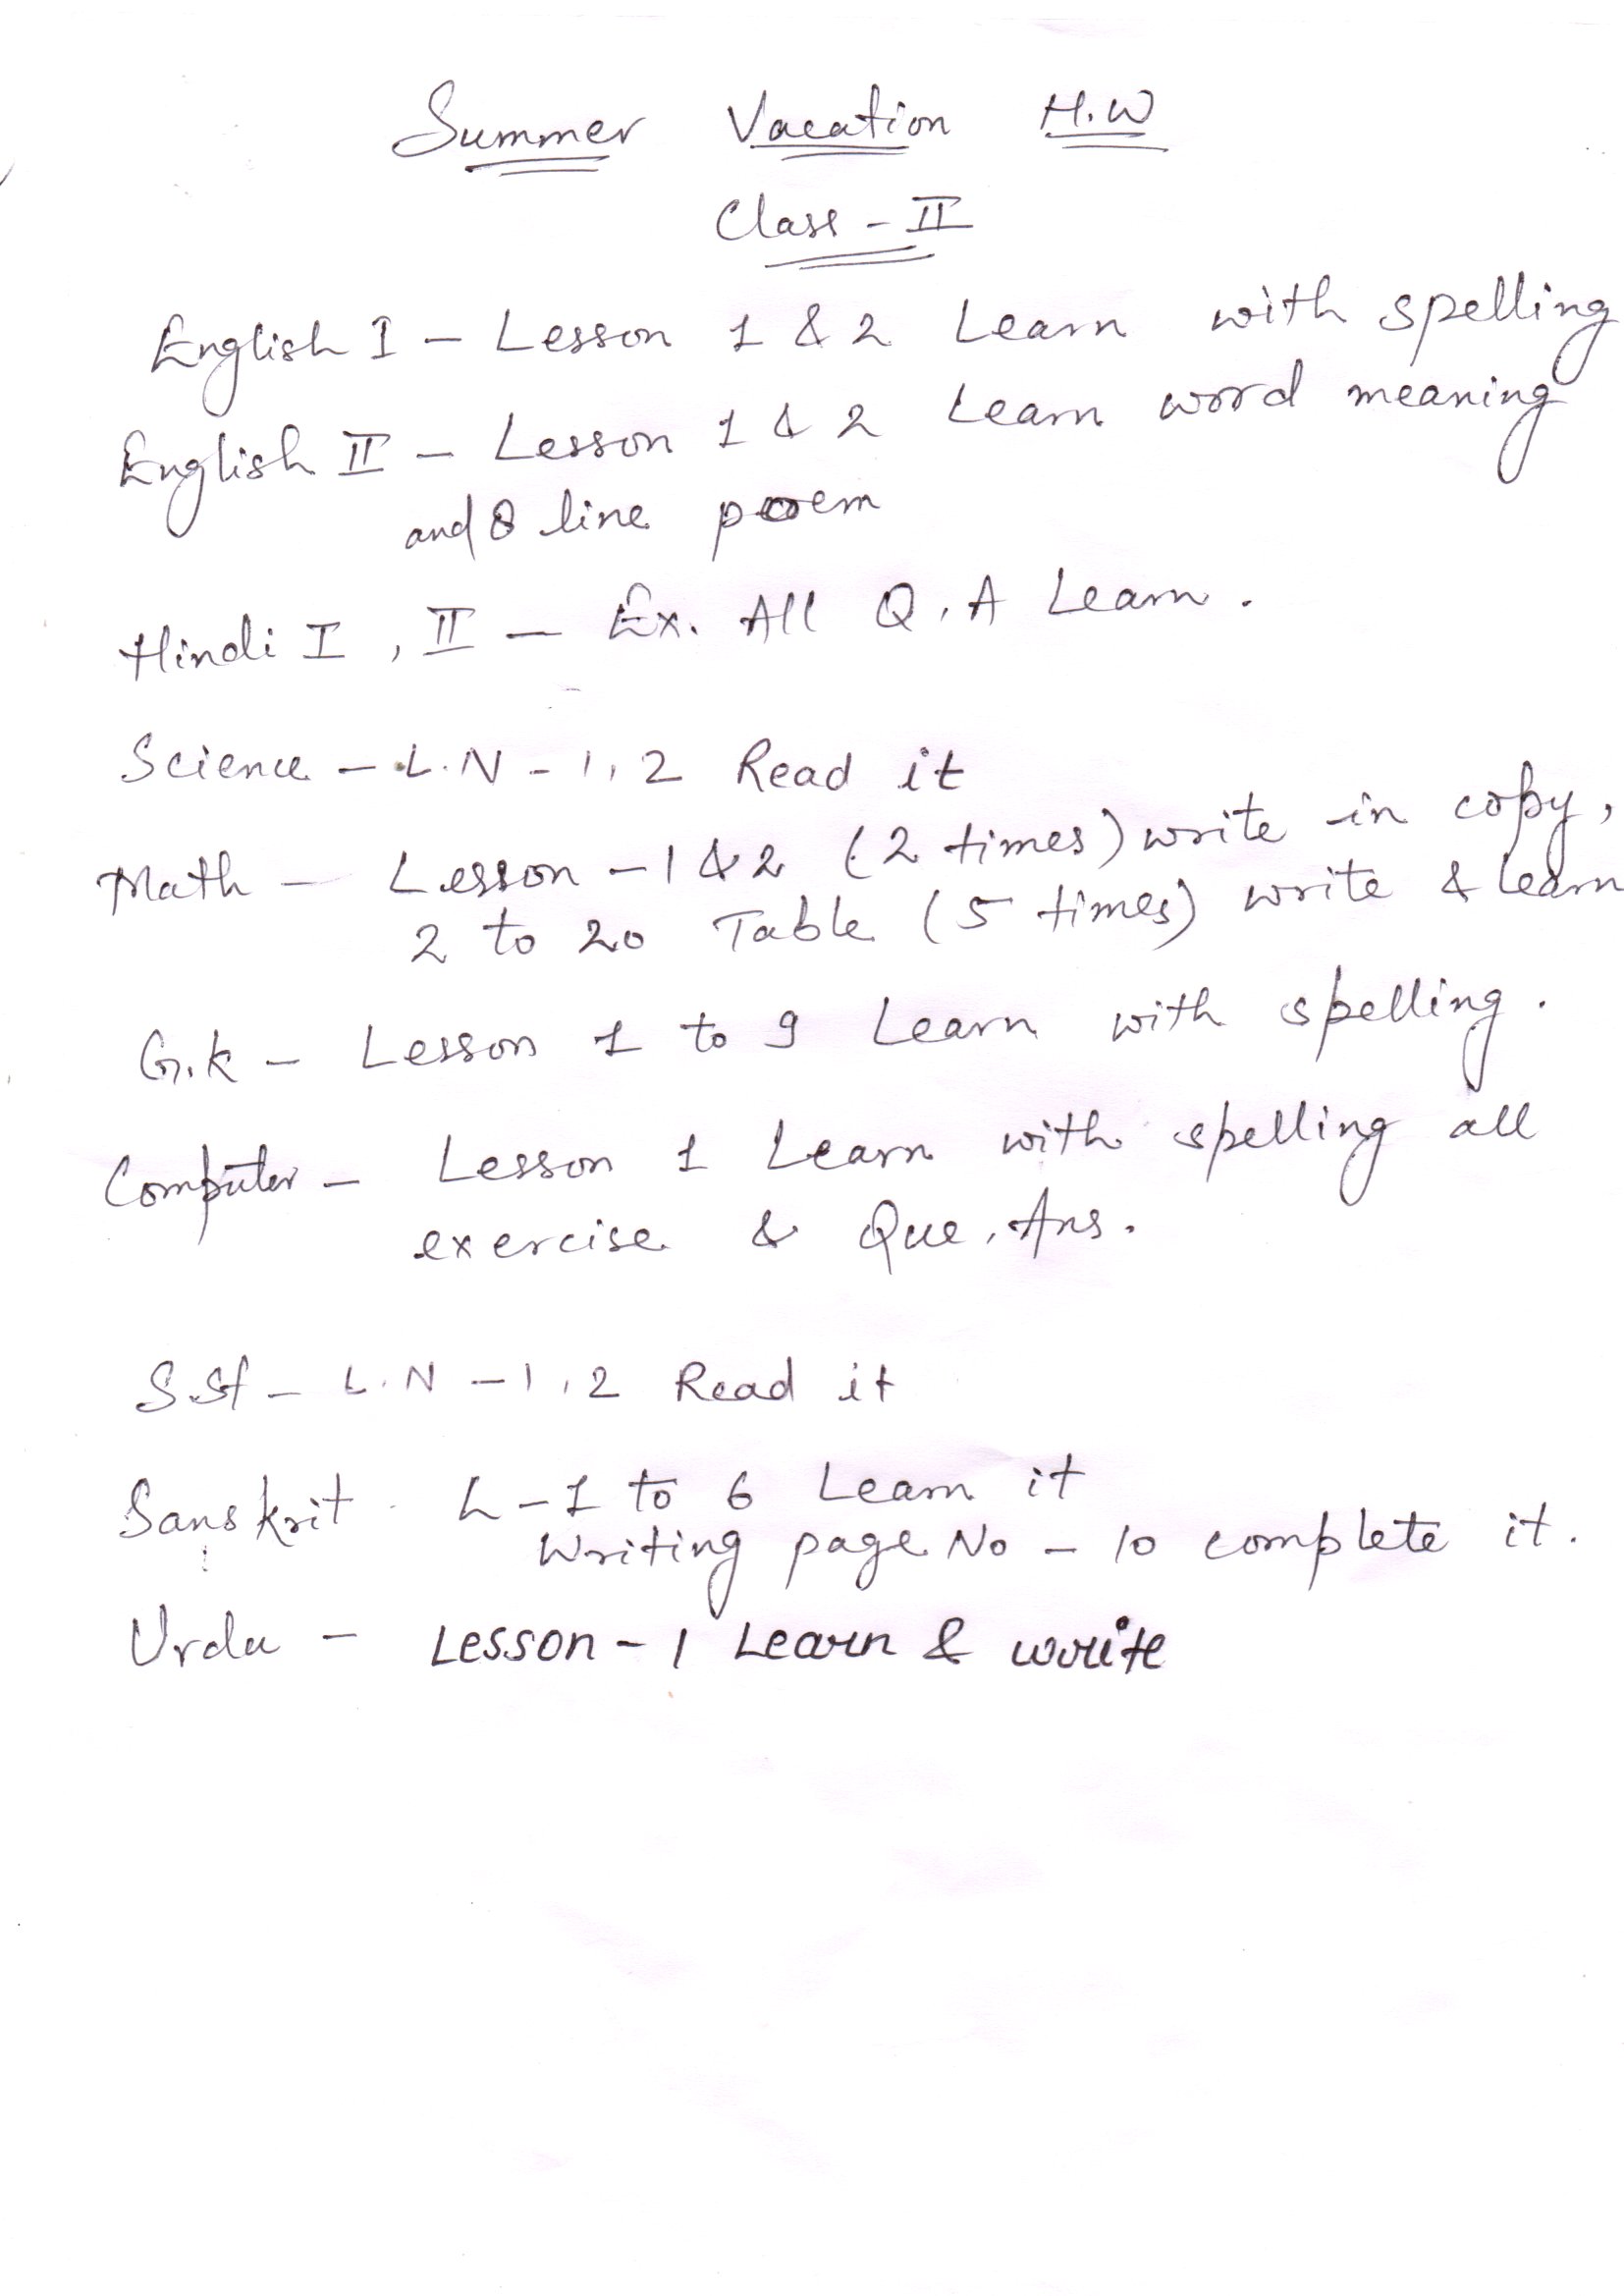 Summer Vacation H.W
Class - II
English I - Lesson 1 & 2 Learn with spelling
English II - Lesson 1 & 2 Learn word meaning
and 8 line poem
Hindi I, II - Ex. All Q.A Learn.
Science - L.N - 1, 2 Read it
Math - Lesson - 1 & 2 (2 times) write in copy,
2 to 20 Table (5 times) write & learn
G.K - Lesson 1 to 9 Learn with spelling.
Computer - Lesson 1 Learn with spelling all
exercise & Que. Ans.
S.St - L.N - 1, 2 Read it
Sanskrit - L - 1 to 6 Learn it
Writing page No - 10 complete it.
Urdu - Lesson - 1 Learn & write